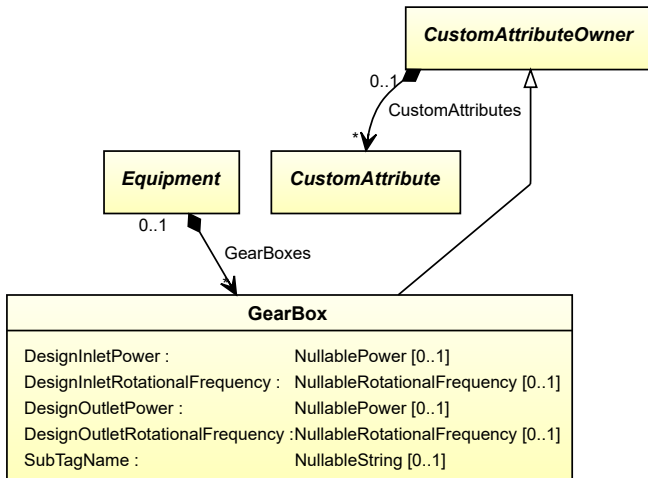 CustomAttributeOwner
0..1
CustomAttributes
*
Equipment
CustomAttribute
0..1
GearBoxes
*
GearBox
DesignInletPower : NullablePower [0..1]
DesignInletRotationalFrequency : NullableRotationalFrequency [0..1]
DesignOutletPower : NullablePower [0..1]
DesignOutletRotationalFrequency : NullableRotationalFrequency [0..1]
SubTagName : NullableString [0..1]